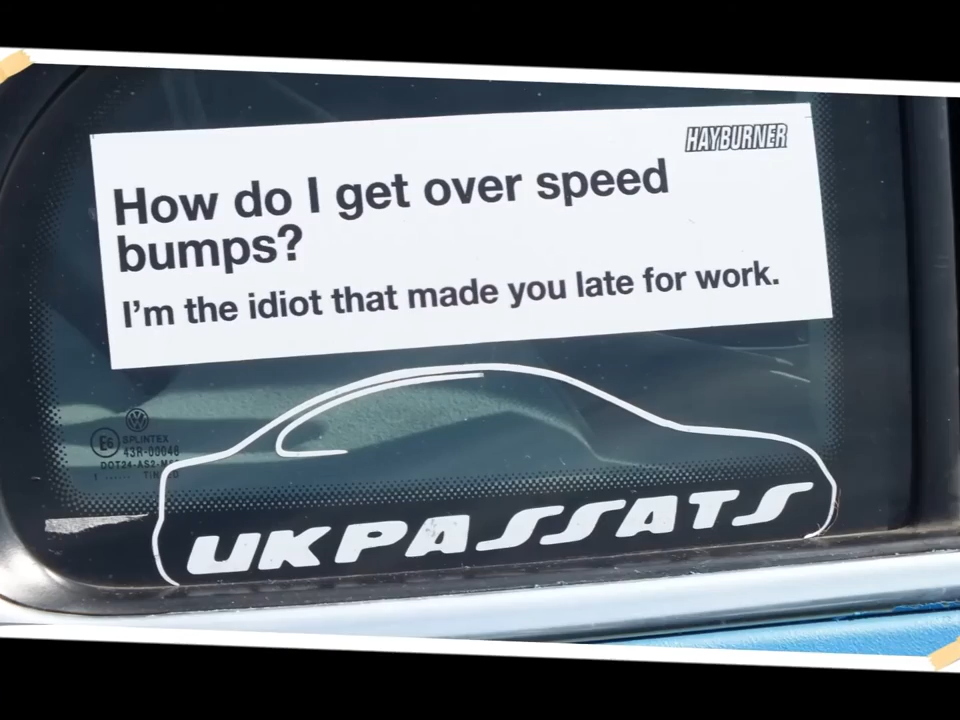 HAYBURNER
How do I get over speed
bumps?
I'm the idiot that made you late for work.
E6
SPLINTEX
43R-00046
UKPASSATS